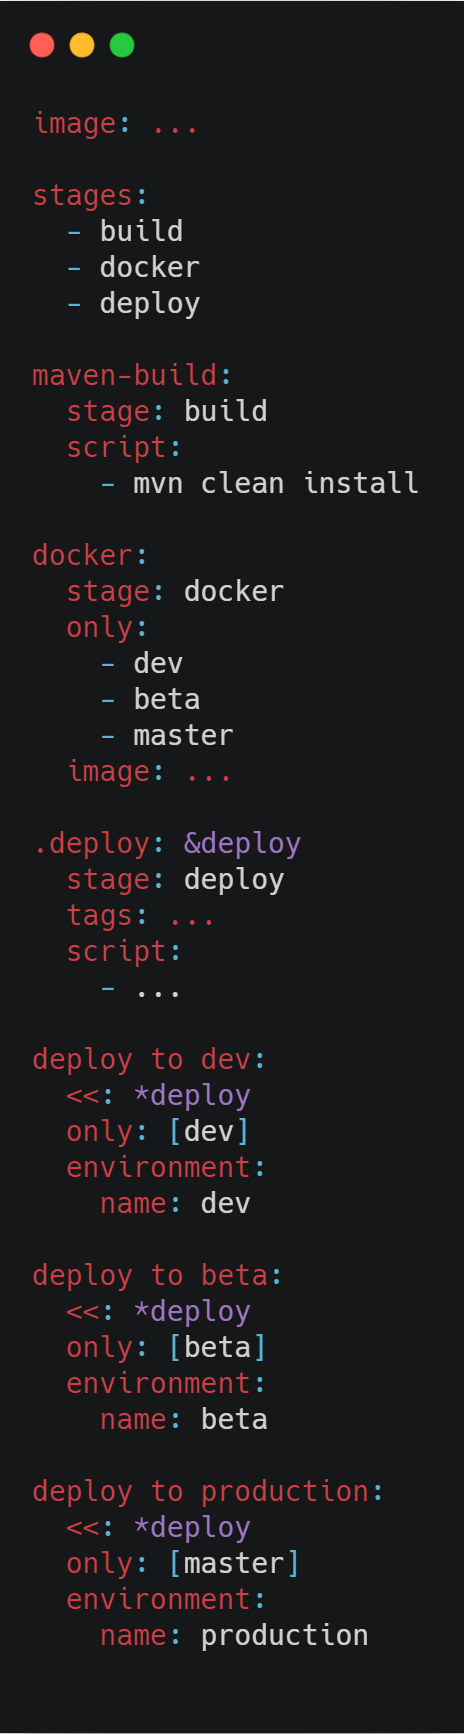 image: ...
stages:
- build
- docker
- deploy
maven-build:
stage: build
script:
- mvn clean install
docker:
stage: docker
only:
- dev
- beta
- master
image: ...
.deploy: &deploy
stage: deploy
tags: ...
script:
- ...
deploy to dev:
<<: *deploy
only: [dev]
environment:
name: dev
deploy to beta:
<<: *deploy
only: [beta]
environment:
name: beta
deploy to production:
<<: *deploy
only: [master]
environment:
name: production